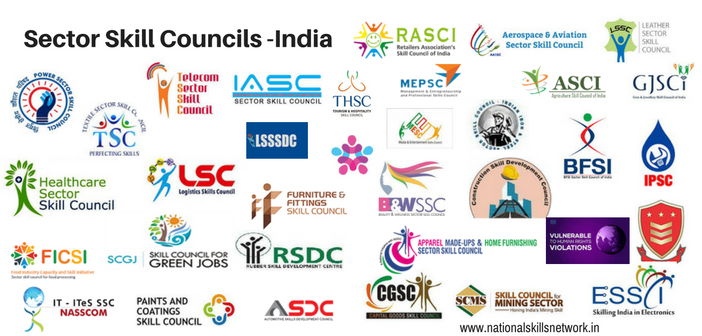 Sector Skill Councils -India
RASCI
Retailers Association's
Skill Council of India
Aerospace & Aviation
Sector Skill Council
LSSC
LEATHER
SECTOR
SKILL
COUNCIL
POWER SECTOR SKILL COUNCIL
Telecom
Sector
Skill
Council
IASC
SECTOR SKILL COUNCIL
THSC
TOURISM & HOSPITALITY
SKILL COUNCIL
MEPSC
Management & Entrepreneurship
and Professional Skills Council
ASCI
Agriculture Skill Council of India
GJSCI
TEXTILE SECTOR SKILL COUNCIL
TSC
PERFECTING SKILLS
LSSSDC
MESC
Media & Entertainment Skills Council
BFSI
BFSI Sector Skill Council of India
IPSC
Healthcare
Sector
Skill Council
LSC
Logistics Skills Council
FURNITURE &
FITTINGS
SKILL COUNCIL
B&WSSC
BEAUTY & WELLNESS SECTOR SKILL COUNCIL
Construction Skill Development Council
VULNERABLE
TO HUMAN RIGHTS
VIOLATIONS
FICSI
Food Industry Capacity and Skill Initiative
Sector skill council for food processing
SCGJ
SKILL COUNCIL FOR
GREEN JOBS
RSDC
RUBBER SKILL DEVELOPMENT CENTRE
APPAREL MADE-UPS & HOME FURNISHING
SECTOR SKILL COUNCIL
IT - ITeS SSC
NASSCOM
PAINTS AND
COATINGS
SKILL COUNCIL
ASDC
AUTOMOTIVE SKILLS DEVELOPMENT COUNCIL
CGSC
CAPITAL GOODS SKILL COUNCIL
SCMS
SKILL COUNCIL for
MINING SECTOR
Honing India's Mining
ESSCI
Skilling India in Electronics
www.nationalskillsnetwork.in